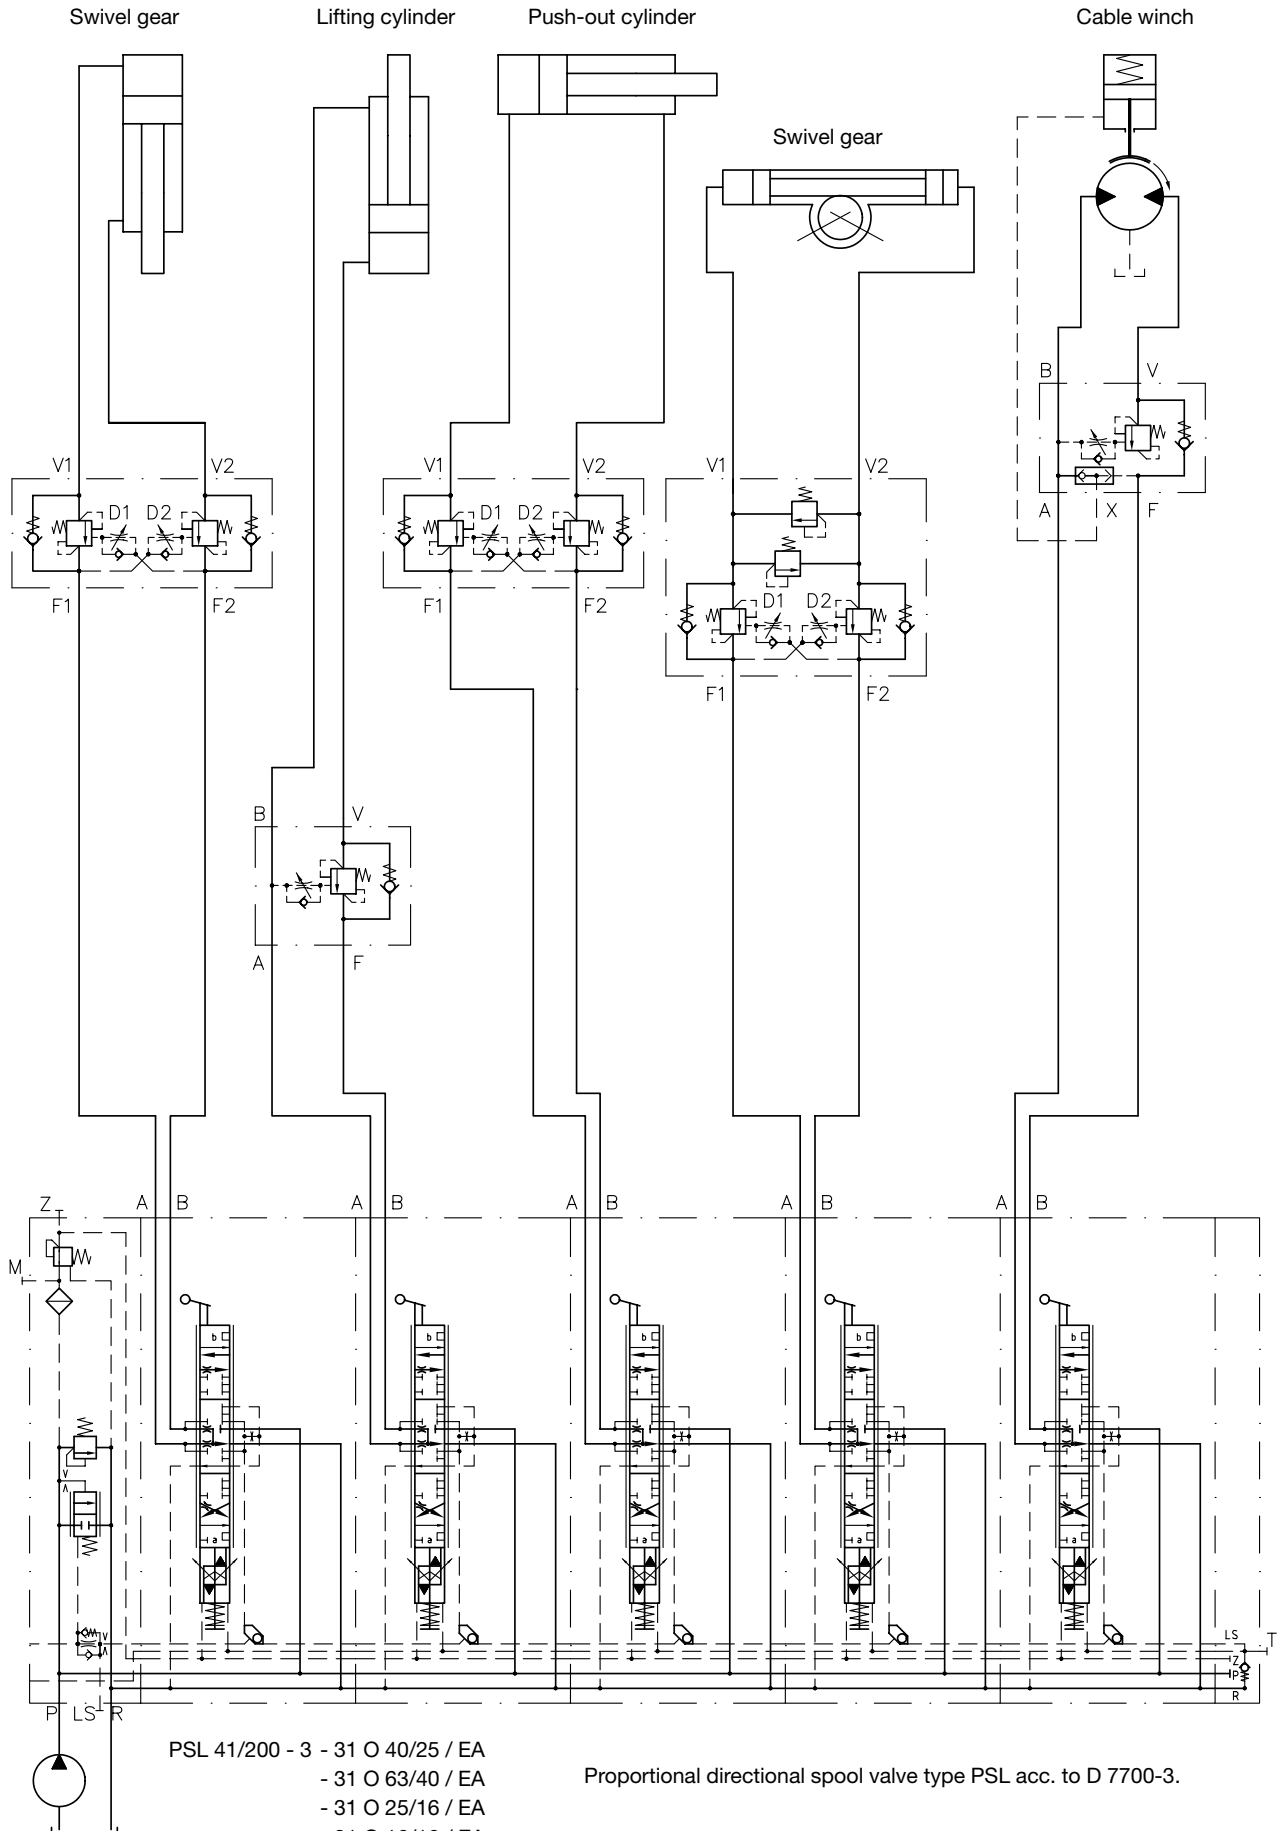 Swivel gear
Lifting cylinder
Push-out cylinder
Cable winch
Swivel gear
B V
V1 V2
V1 V2
V1 V2
D1 D2
D1 D2
A X F
F1 F2
F1 F2
D1 D2
F1 F2
B V
A F
Z A B A B A B A B A B
M
b b b b b
a a a a a
LS T
Z
P
R
P LS R
PSL 41/200 - 3 - 31 O 40/25 / EA
- 31 O 63/40 / EA
Proportional directional spool valve type PSL acc. to D 7700-3.
- 31 O 25/16 / EA